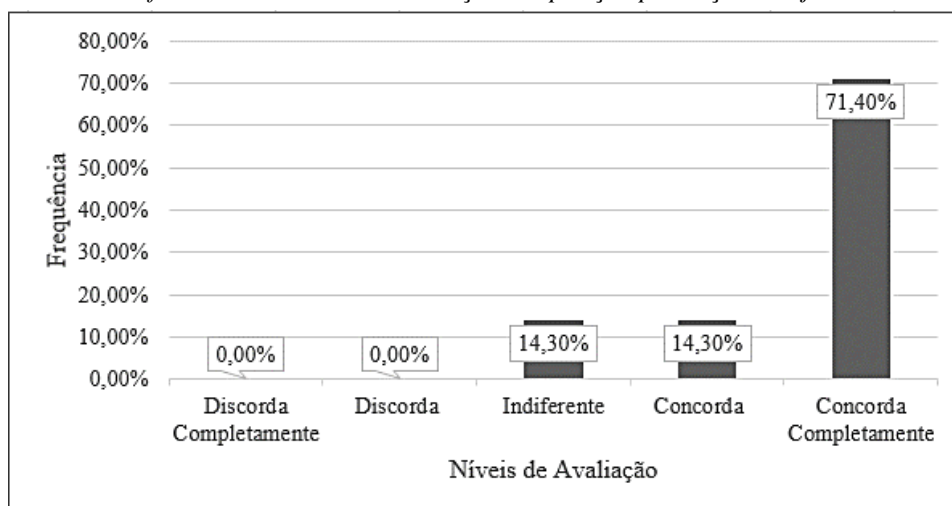 80,00%
70,00%
60,00%
50,00%
40,00%
30,00%
20,00%
10,00%
0,00%
Frequência
0,00%
0,00%
14,30%
14,30%
71,40%
Discorda
Completamente
Discorda
Indiferente
Concorda
Concorda
Completamente
Níveis de Avaliação